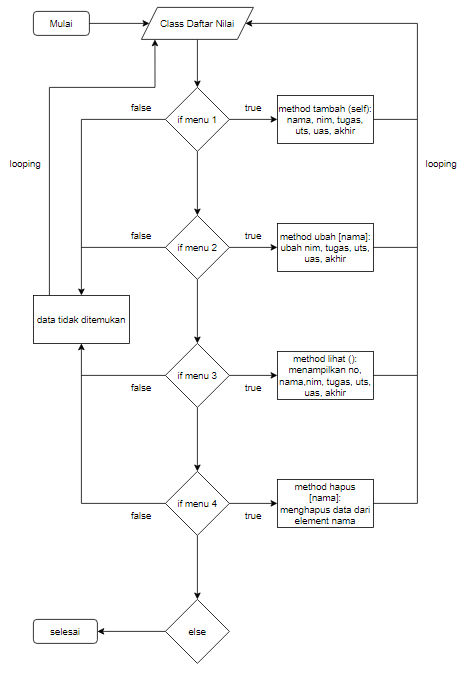 Mulai
Class Daftar Nilai
false
true
if menu 1
method tambah (self):
nama, nim, tugas,
uts, uas, akhir
looping
looping
false
true
if menu 2
method ubah [nama]:
ubah nim, tugas, uts,
uas, akhir
data tidak ditemukan
if menu 3
method lihat ():
menampilkan no,
nama,nim, tugas, uts,
uas, akhir
false
true
if menu 4
method hapus
[nama]:
menghapus data dari
element nama
false
true
selesai
else